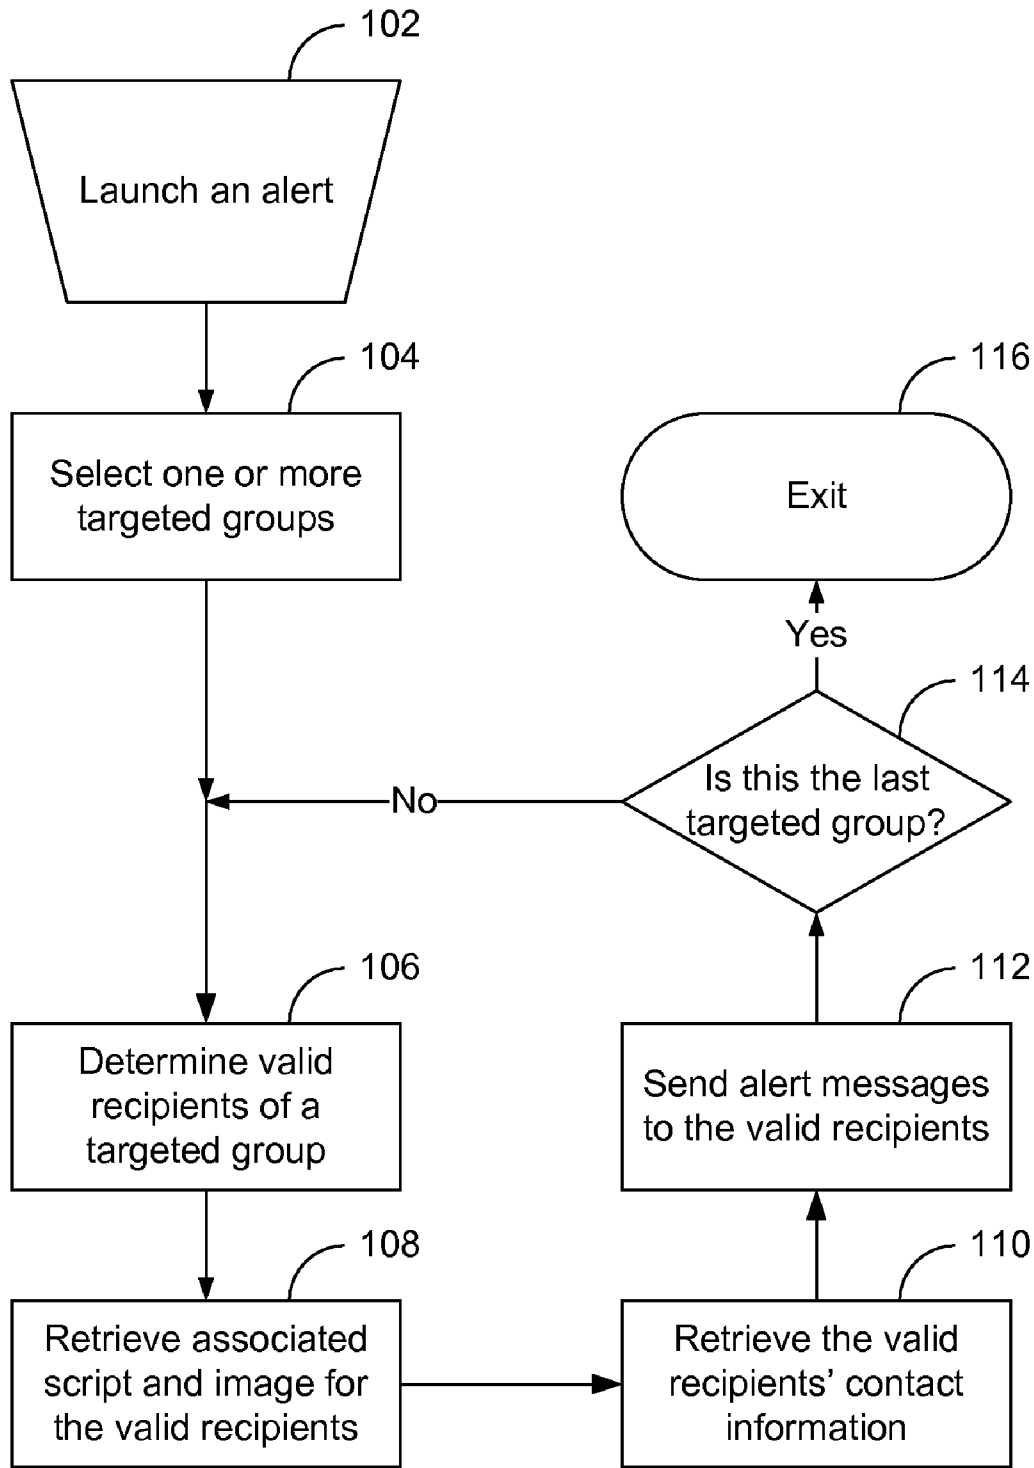 102
Launch an alert
104
Select one or more
targeted groups
106
Determine valid
recipients of a
targeted group
108
Retrieve associated
script and image for
the valid recipients
110
Retrieve the valid
recipients’ contact
information
112
Send alert messages
to the valid recipients
114
Is this the last
targeted group?
No
Yes
116
Exit